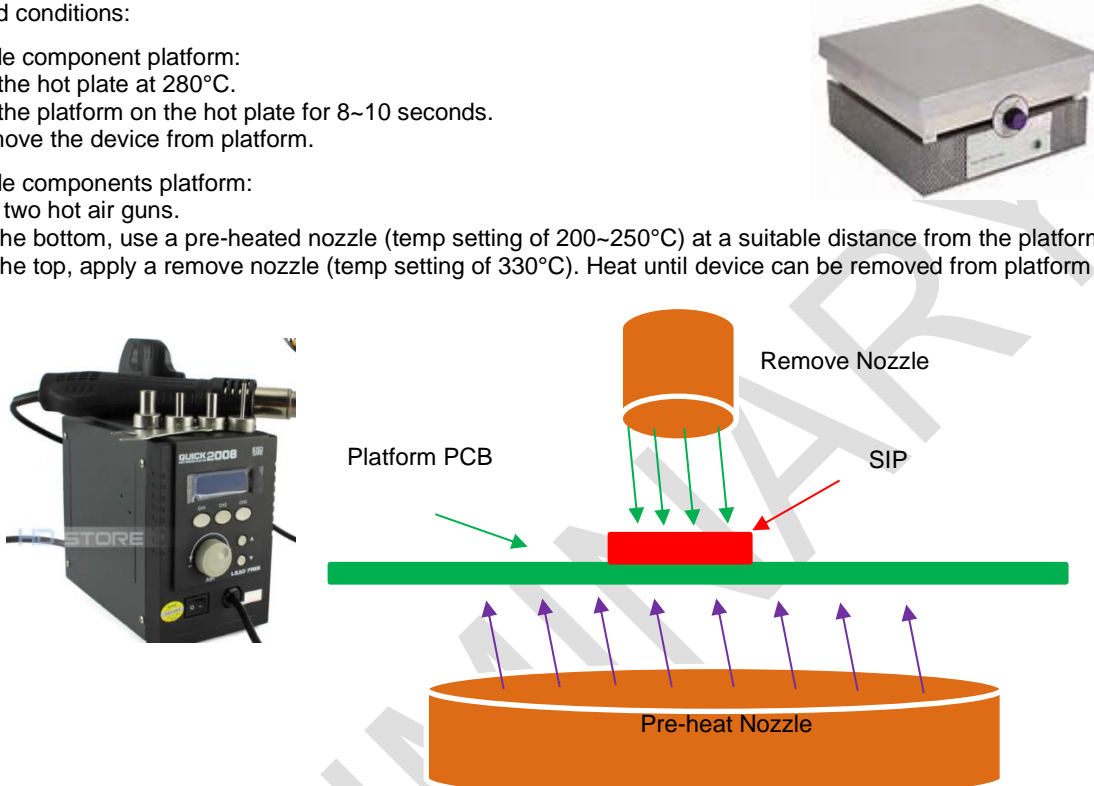 d conditions:
le component platform:
the hot plate at 280°C.
the platform on the hot plate for 8~10 seconds.
nove the device from platform.
le components platform:
two hot air guns.
he bottom, use a pre-heated nozzle (temp setting of 200~250°C) at a suitable distance from the platform
he top, apply a remove nozzle (temp setting of 330°C). Heat until device can be removed from platform
Remove Nozzle
Platform PCB
SIP
QUICK2008
HD STORE
AIR
LEAD FREE
Pre-heat Nozzle
MINARY